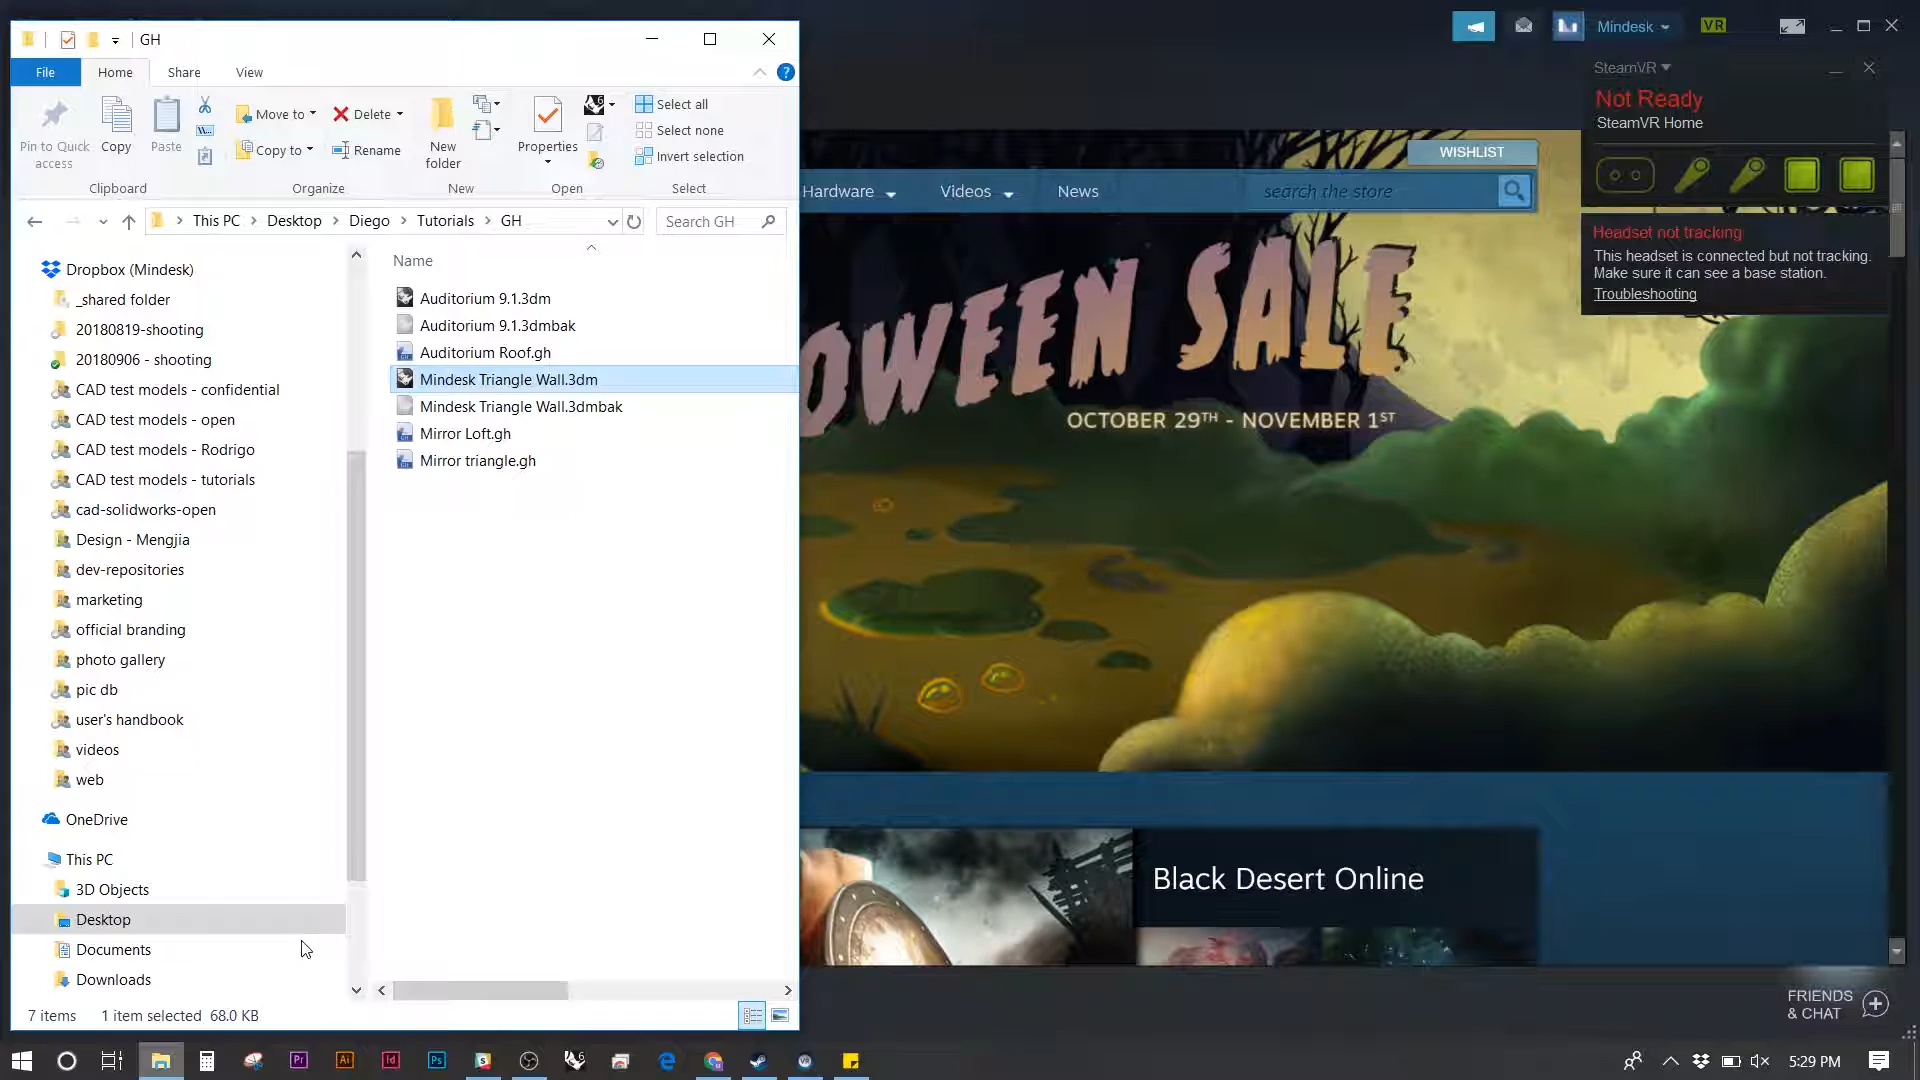 GH
File
Home
Share
View
Pin to Quick
access
Copy
Paste
Move to
Copy to
Delete
Rename
New
folder
Properties
Select all
Select none
Invert selection
Clipboard
Organize
New
Open
Select
This PC
Desktop
Diego
Tutorials
GH
Search GH
Dropbox (Mindesk)
_shared folder
20180819-shooting
20180906 - shooting
CAD test models - confidential
CAD test models - open
CAD test models - Rodrigo
CAD test models - tutorials
cad-solidworks-open
Design - Mengjia
dev-repositories
marketing
official branding
photo gallery
pic db
user's handbook
videos
web
OneDrive
This PC
3D Objects
Desktop
Documents
Downloads
Name
Auditorium 9.1.3dm
Auditorium 9.1.3dmbak
Auditorium Roof.gh
Mindesk Triangle Wall.3dm
Mindesk Triangle Wall.3dmbak
Mirror Loft.gh
Mirror triangle.gh
7 items
1 item selected 68.0 KB
Mindesk
VR
SteamVR
Not Ready
SteamVR Home
Headset not tracking
This headset is connected but not tracking.
Make sure it can see a base station.
Troubleshooting
WISHLIST
Hardware
Videos
News
search the store
OWEEN SALE
OCTOBER 29TH - NOVEMBER 1ST
Black Desert Online
FRIENDS
& CHAT
Pr
Ai
Id
Ps
5:29 PM